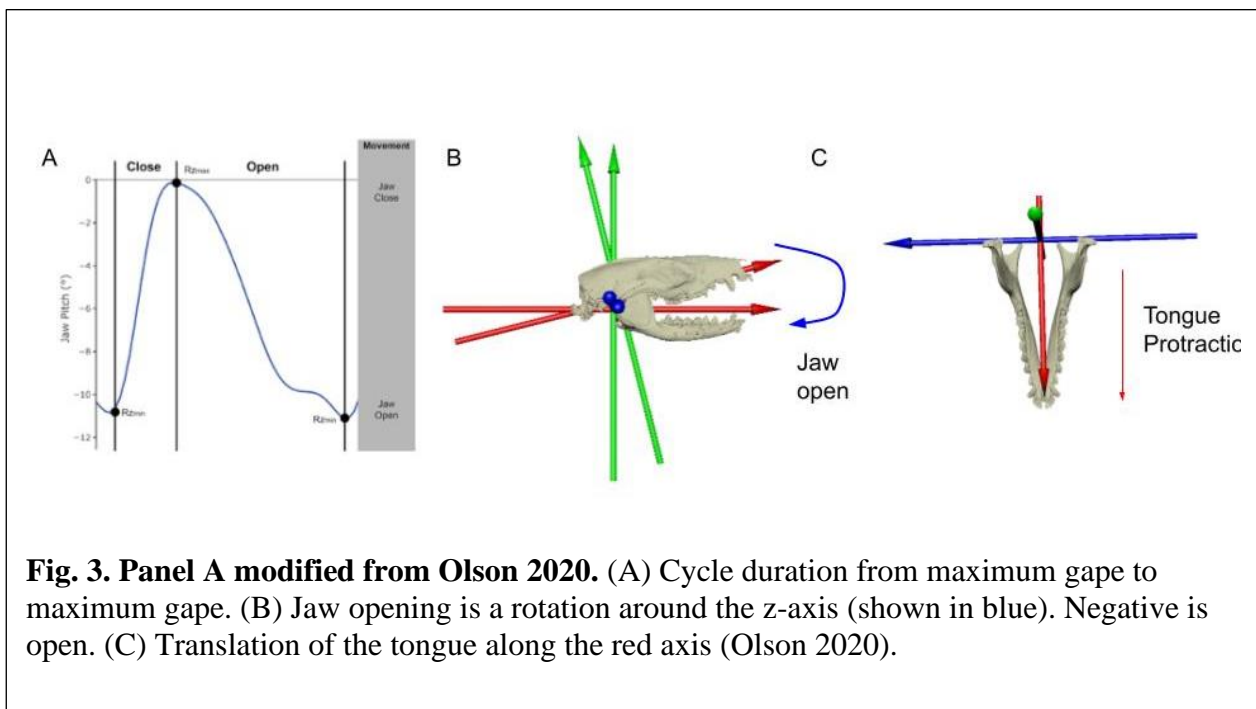 A
Close
Open
Movement
Rzmax
0
−2
−4
−6
−8
−10
−12
Jaw Pitch (°)
Rzmin
Rzmin
Jaw
Close
Jaw
Open
B
Jaw
open
C
Tongue
Protractio
Fig. 3. Panel A modified from Olson 2020. (A) Cycle duration from maximum gape to
maximum gape. (B) Jaw opening is a rotation around the z-axis (shown in blue). Negative is
open. (C) Translation of the tongue along the red axis (Olson 2020).